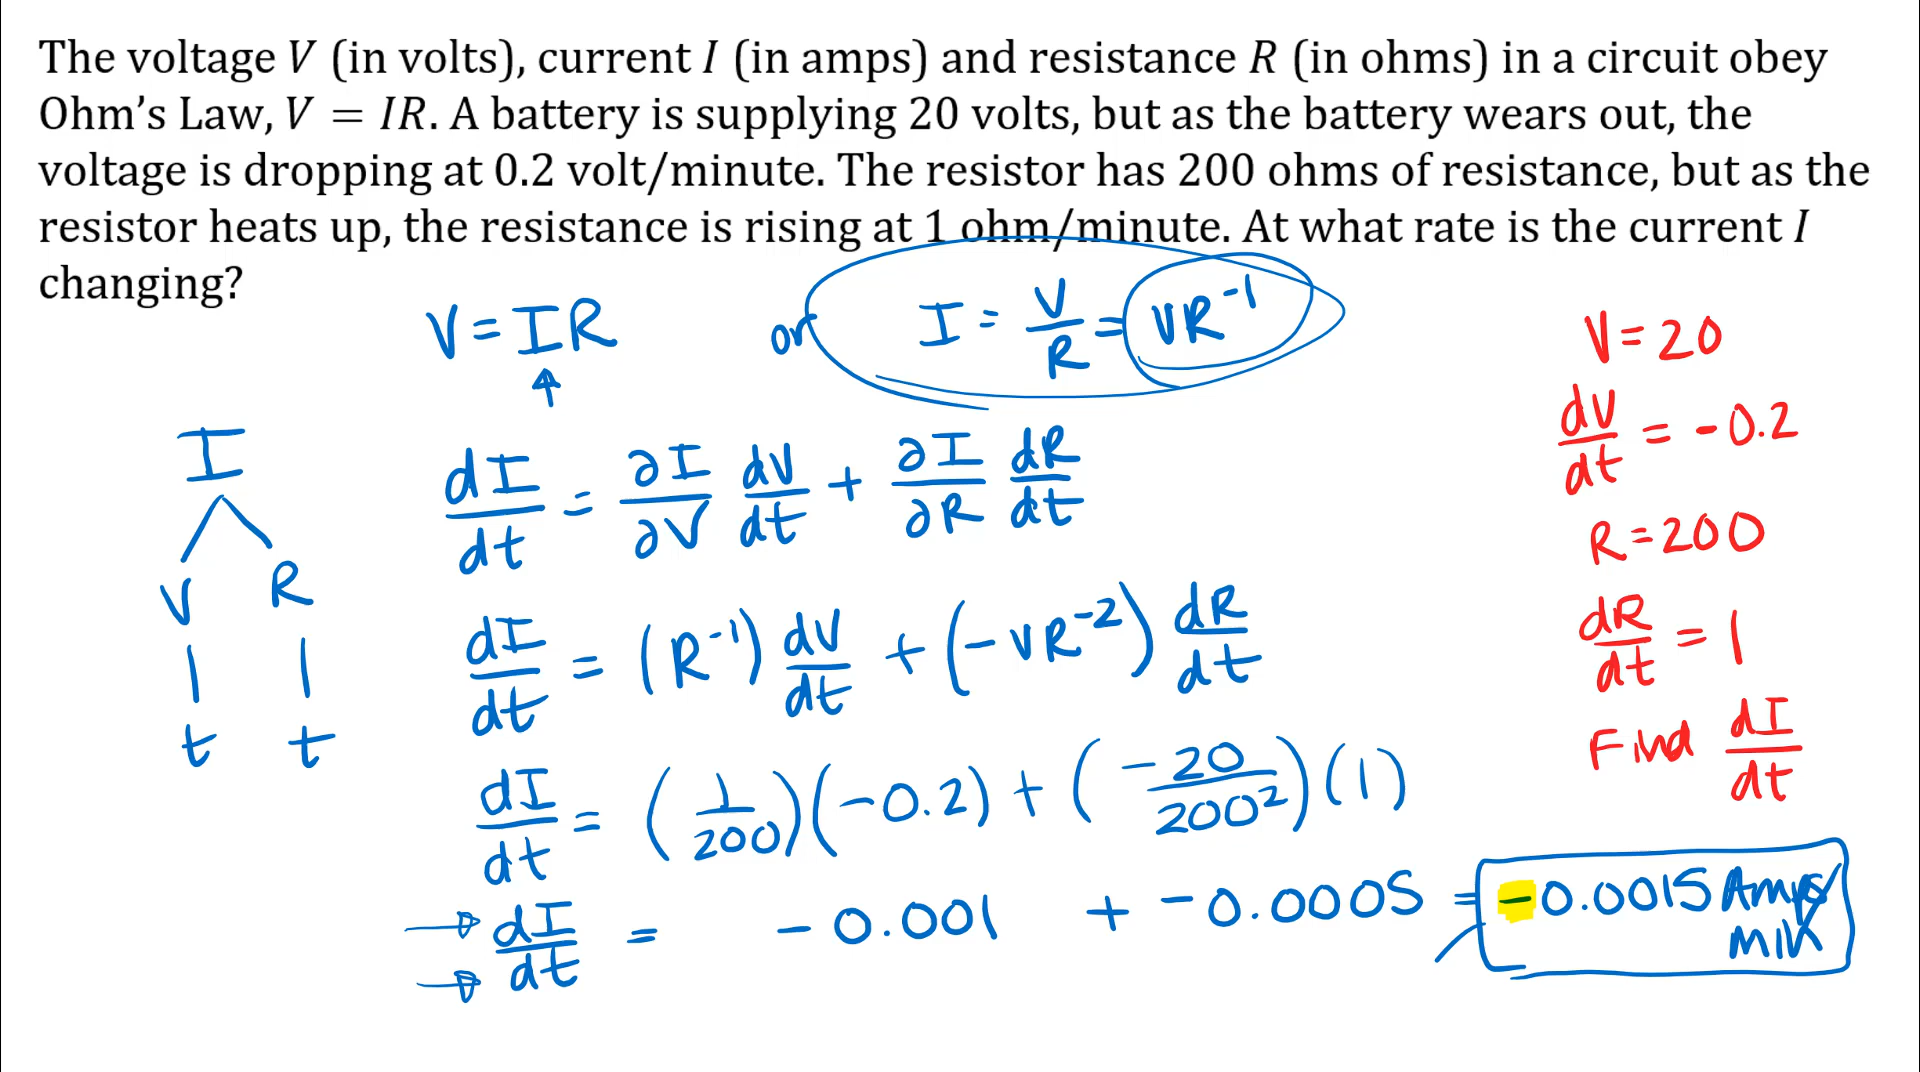 The voltage V (in volts), current I (in amps) and resistance R (in ohms) in a circuit obey
Ohm's Law, V = IR. A battery is supplying 20 volts, but as the battery wears out, the
voltage is dropping at 0.2 volt/minute. The resistor has 200 ohms of resistance, but as the
resistor heats up, the resistance is rising at 1 ohm/minute. At what rate is the current I
changing?
V = IR or I = V/R = VR⁻¹
I
V R
t t
dI/dt = ∂I/∂V dV/dt + ∂I/∂R dR/dt
dI/dt = (R⁻¹) dV/dt + (-VR⁻²) dR/dt
dI/dt = (1/200)(-0.2) + (-20/200²)(1)
dI/dt = -0.001 + -0.0005 = -0.0015 Amps/min
V = 20
dV/dt = -0.2
R = 200
dR/dt = 1
Find dI/dt